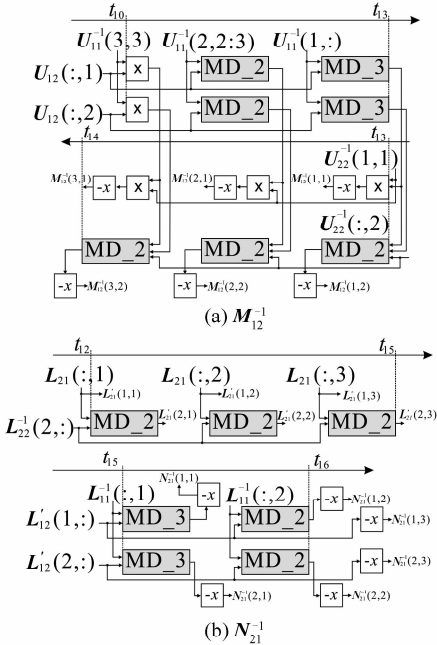 t₁₀ t₁₃
U₁₁⁻¹(3,3) U₁₁⁻¹(2,2:3) U₁₁⁻¹(1,:)
U₁₂(:,1) x MD_2 MD_3
U₁₂(:,2) x MD_2 MD_3
t₁₄ t₁₃
U₂₂⁻¹(1,1)
M₁₂⁻¹(3,1) -x x M₁₂⁻¹(2,1) -x x M₁₂⁻¹(1,1) -x x
U₂₂⁻¹(:,2)
MD_2 MD_2 MD_2
-x M₁₂⁻¹(3,2) -x M₁₂⁻¹(2,2) -x M₁₂⁻¹(1,2)
(a) M₁₂⁻¹
t₁₂ t₁₅
L₂₁(:,1) L₂₁(:,2) L₂₁(:,3)
L′₂₁(1,1) L′₂₁(1,2) L′₂₁(1,3)
L₂₂⁻¹(2,:) MD_2 L′₂₁(2,1) MD_2 L′₂₁(2,2) MD_2 L′₂₁(2,3)
t₁₅ t₁₆
N₂₁⁻¹(1,1)
L₁₁⁻¹(:,1) -x L₁₁⁻¹(:,2) -x N₂₁⁻¹(1,2)
L′₁₂(1,:) MD_3 MD_2 -x N₂₁⁻¹(1,3)
L′₁₂(2,:) MD_3 MD_2 -x N₂₁⁻¹(2,3)
-x N₂₁⁻¹(2,1) -x N₂₁⁻¹(2,2)
(b) N₂₁⁻¹